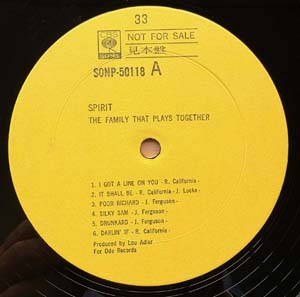 33
CBS
SONY
NOT FOR SALE
見本盤
SONP-50118 A
SPIRIT
THE FAMILY THAT PLAYS TOGETHER
1. I GOT A LINE ON YOU - R. California -
2. IT SHALL BE - R. California - J. Locke -
3. POOR RICHARD - J. Ferguson -
4. SILKY SAM - J. Ferguson -
5. DRUNKARD - J. Ferguson -
6. DARLIN' IF - R. California -
Produced by Lou Adler
For Ode Records